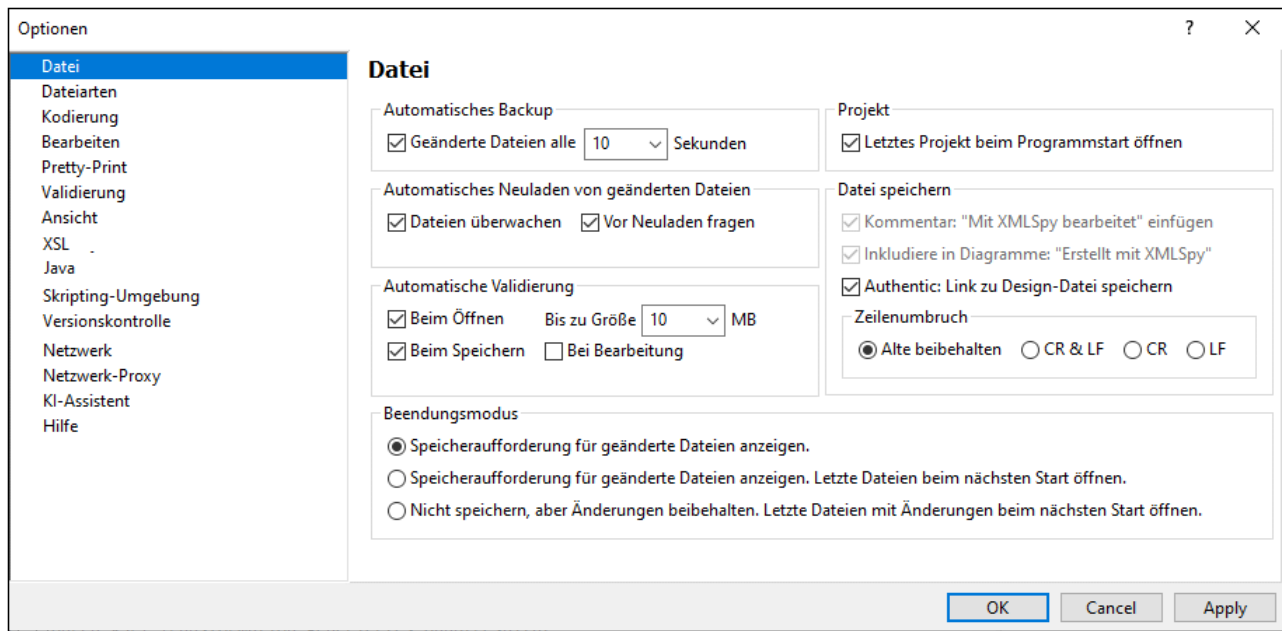 Optionen
?
Datei
Dateiarten
Kodierung
Bearbeiten
Pretty-Print
Validierung
Ansicht
XSL
Java
Skripting-Umgebung
Versionskontrolle
Netzwerk
Netzwerk-Proxy
KI-Assistent
Hilfe
Datei
Automatisches Backup
Geänderte Dateien alle 10 Sekunden
Automatisches Neuladen von geänderten Dateien
Dateien überwachen Vor Neuladen fragen
Automatische Validierung
Beim Öffnen Bis zu Größe 10 MB
Beim Speichern Bei Bearbeitung
Projekt
Letztes Projekt beim Programmstart öffnen
Datei speichern
Kommentar: "Mit XMLSpy bearbeitet" einfügen
Inkludiere in Diagramme: "Erstellt mit XMLSpy"
Authentic: Link zu Design-Datei speichern
Zeilenumbruch
Alte beibehalten CR & LF CR LF
Beendungsmodus
Speicheraufforderung für geänderte Dateien anzeigen.
Speicheraufforderung für geänderte Dateien anzeigen. Letzte Dateien beim nächsten Start öffnen.
Nicht speichern, aber Änderungen beibehalten. Letzte Dateien mit Änderungen beim nächsten Start öffnen.
OK Cancel Apply